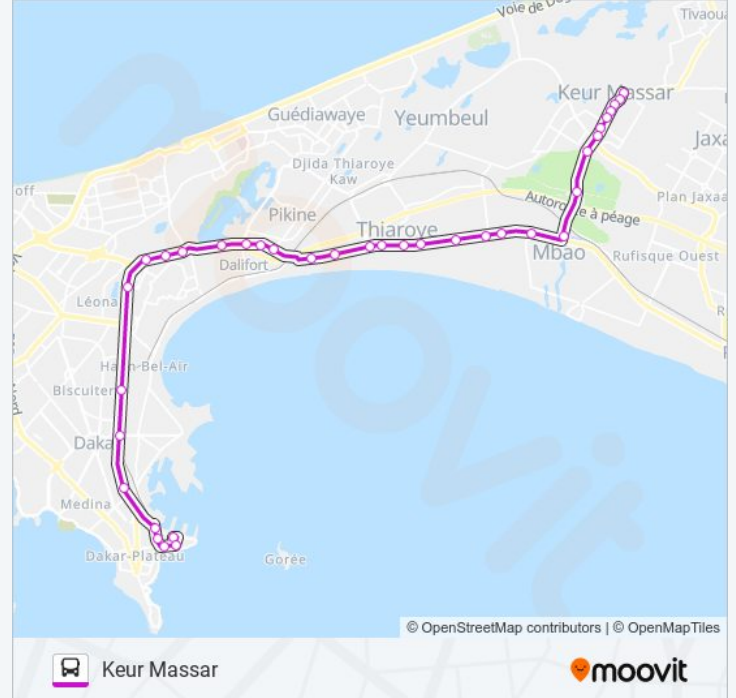 Voie de Dég
Tivaoua
Keur Massar
Guédiawaye
Yeumbeul
Jaxa
Djida Thiaroye
Kaw
off
Autoroute à péage
Plan Jaxaa
Pikine
Thiaroye
Mbao
Rufisque Ouest
Dalifort
Léona
R
Hann-Bel-Air
Biscuiter
Nord
Daka
Medina
Dakar-Plateau
Gorée
moovit
© OpenStreetMap contributors | © OpenMapTiles
Keur Massar
moovit